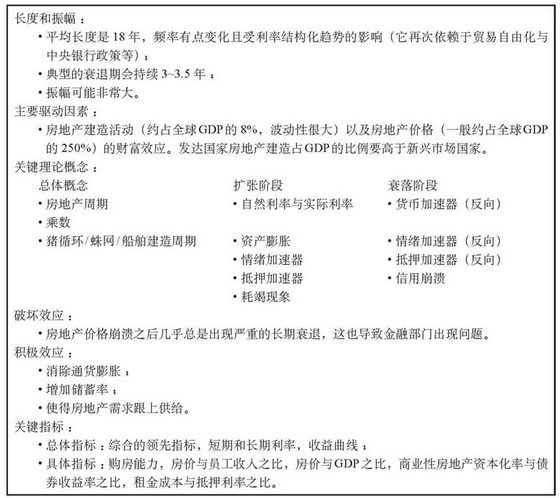 长度和振幅：
•平均长度是 18 年，频率有点变化且受利率结构化趋势的影响（它再次依赖于贸易自由化与
中央银行政策等）；
•典型的衰退期会持续 3~3.5 年；
•振幅可能非常大。
主要驱动因素：
•房地产建造活动（约占全球 GDP 的 8%，波动性很大）以及房地产价格（一般约占全球 GDP
的 250%）的财富效应。发达国家房地产建造占 GDP 的比例要高于新兴市场国家。
关键理论概念：
总体概念 扩张阶段 衰落阶段
•房地产周期 •自然利率与实际利率 •货币加速器（反向）
•乘数
•猪循环/蛛网/船舶建造周期 •资产膨胀 •情绪加速器（反向）
•情绪加速器 •抵押加速器（反向）
•抵押加速器 •信用崩溃
•耗竭现象
破坏效应：
•房地产价格崩溃之后几乎总是出现严重的长期衰退，这也导致金融部门出现问题。
积极效应：
•消除通货膨胀；
•增加储蓄率；
•使得房地产需求跟上供给。
关键指标：
•总体指标：综合的领先指标，短期和长期利率，收益曲线；
•具体指标：购房能力，房价与员工收入之比，房价与GDP之比，商业性房地产资本化率与债
券收益率之比，租金成本与抵押利率之比。